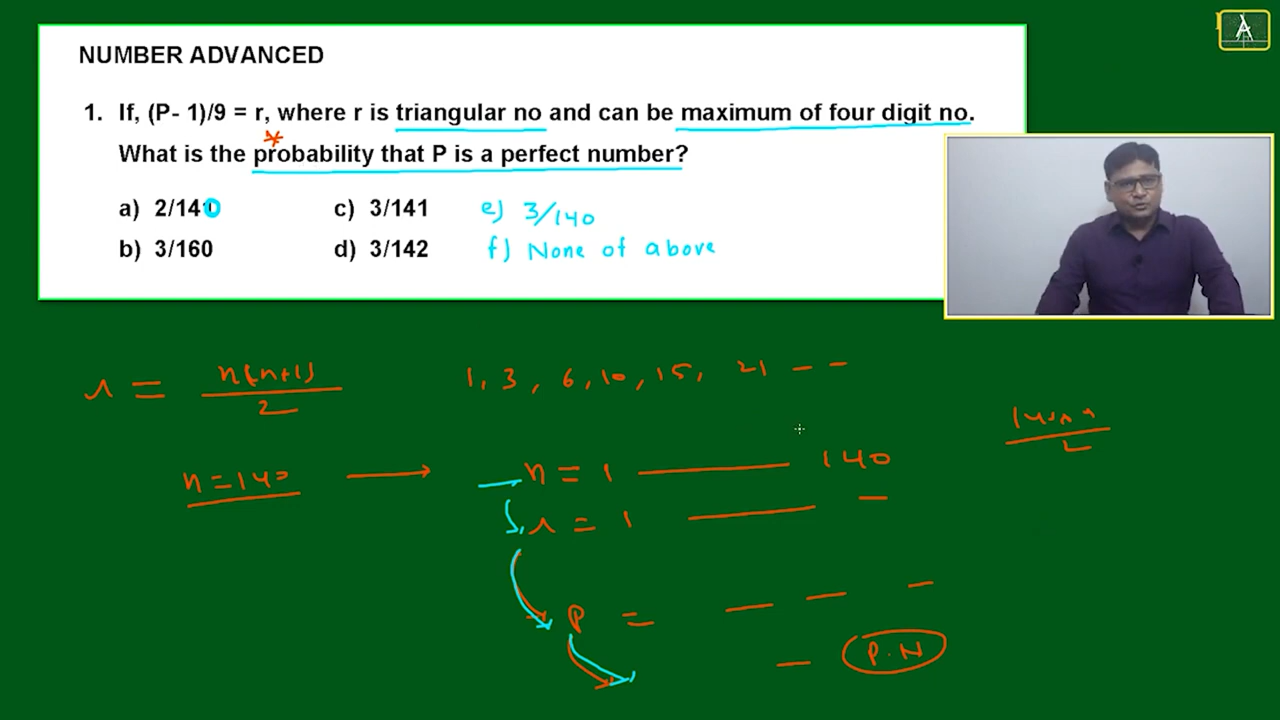 NUMBER ADVANCED
1. If, (P- 1)/9 = r, where r is triangular no and can be maximum of four digit no.
What is the probability that P is a perfect number?
a) 2/140 c) 3/141 e) 3/140
b) 3/160 d) 3/142 f) None of above
r = n(n+1)/2 1, 3, 6, 10, 15, 21 — —
n = 140 → n = 1 — 140
r = 1 — —
P = — — —
— P.N